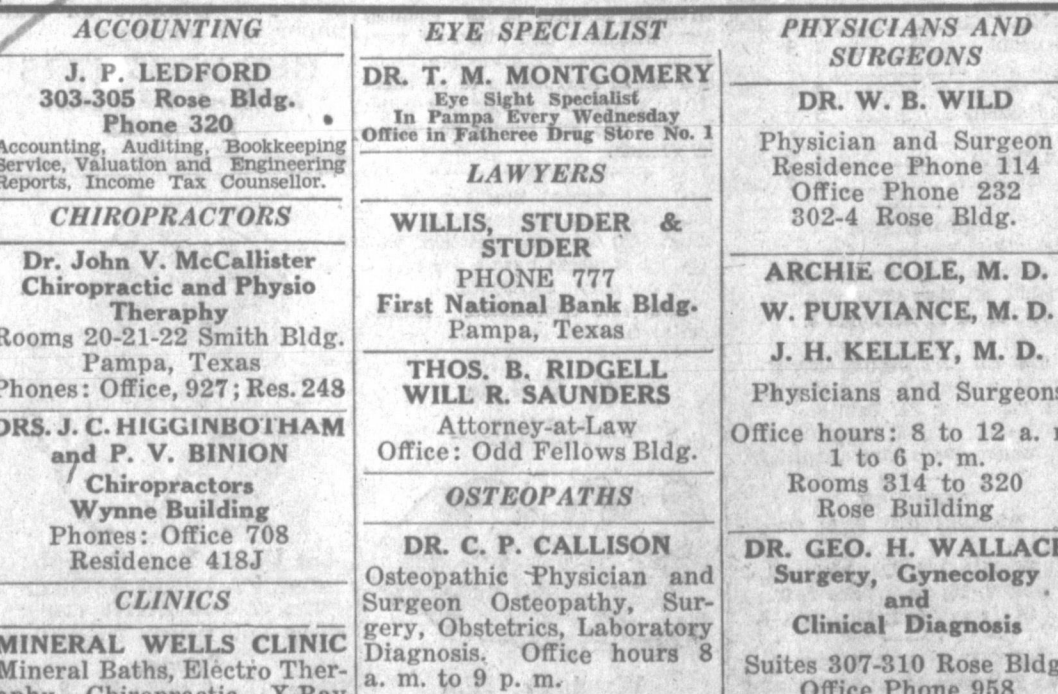 ACCOUNTING
J. P. LEDFORD
303-305 Rose Bldg.
Phone 320
Accounting, Auditing, Bookkeeping
Service, Valuation and Engineering
Reports, Income Tax Counsellor.
CHIROPRACTORS
Dr. John V. McCallister
Chiropractic and Physio
Theraphy
Rooms 20-21-22 Smith Bldg.
Pampa, Texas
Phones: Office, 927; Res. 248
DRS. J. C. HIGGINBOTHAM
and P. V. BINION
Chiropractors
Wynne Building
Phones: Office 708
Residence 418J
CLINICS
MINERAL WELLS CLINIC
Mineral Baths, Electro Ther-
Chiropractic X-Ray
EYE SPECIALIST
DR. T. M. MONTGOMERY
Eye Sight Specialist
In Pampa Every Wednesday
Office in Fatheree Drug Store No. 1
LAWYERS
WILLIS, STUDER &
STUDER
PHONE 777
First National Bank Bldg.
Pampa, Texas
THOS. B. RIDGELL
WILL R. SAUNDERS
Attorney-at-Law
Office: Odd Fellows Bldg.
OSTEOPATHS
DR. C. P. CALLISON
Osteopathic Physician and
Surgeon Osteopathy, Sur-
gery, Obstetrics, Laboratory
Diagnosis. Office hours 8
a. m. to 9 p. m.
PHYSICIANS AND
SURGEONS
DR. W. B. WILD
Physician and Surgeon
Residence Phone 114
Office Phone 232
302-4 Rose Bldg.
ARCHIE COLE, M. D.
W. PURVIANCE, M. D.
J. H. KELLEY, M. D.
Physicians and Surgeons
Office hours: 8 to 12 a.
1 to 6 p. m.
Rooms 314 to 320
Rose Building
DR. GEO. H. WALLACE
Surgery, Gynecology
and
Clinical Diagnosis
Suites 307-310 Rose Bldg
Office Phone 958